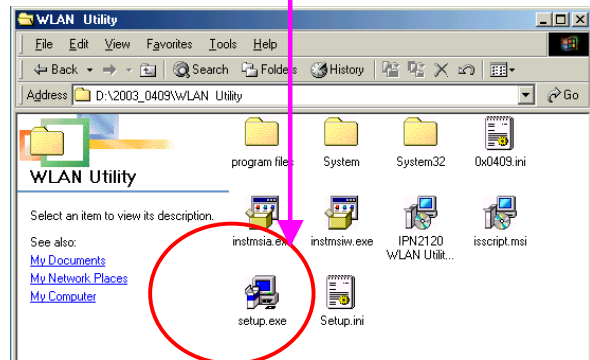 WLAN Utility
File Edit View Favorites Tools Help
Back Search Folders History
Address D:\2003_0409\WLAN Utility Go
program files System System32 0x0409.ini
WLAN Utility
Select an item to view its description.
instmsia.exe instmsiw.exe IPN2120 isscript.msi
WLAN Utilit...
See also:
My Documents
My Network Places
My Computer
setup.exe Setup.ini